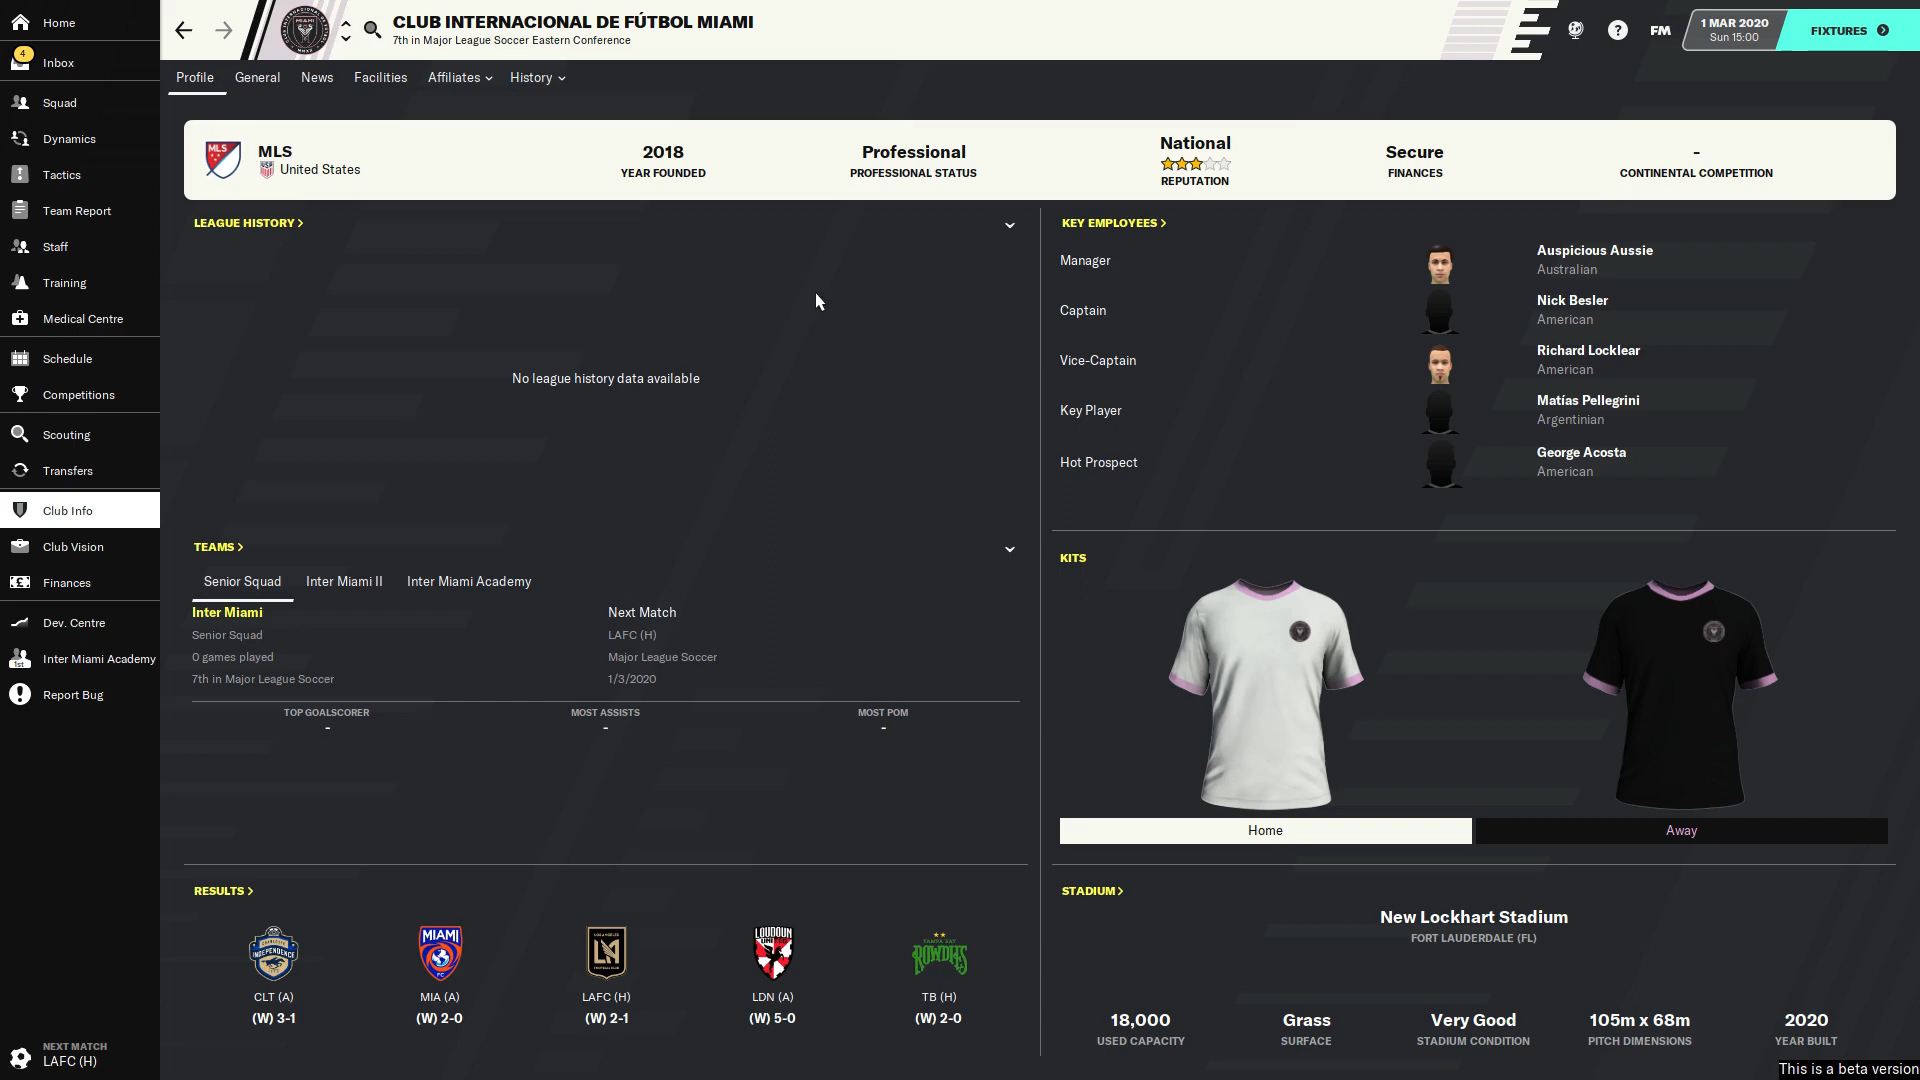 Home
4
Inbox
Squad
Dynamics
Tactics
Team Report
Staff
Training
Medical Centre
Schedule
Competitions
Scouting
Transfers
Club Info
Club Vision
Finances
Dev. Centre
1st
Inter Miami Academy
Report Bug
NEXT MATCH
LAFC (H)
CLUB INTERNACIONAL DE FÚTBOL MIAMI
7th in Major League Soccer Eastern Conference
?
FM
1 MAR 2020
Sun 15:00
FIXTURES
Profile
General
News
Facilities
Affiliates
History
MLS
MLS
United States
2018
YEAR FOUNDED
Professional
PROFESSIONAL STATUS
National
REPUTATION
Secure
FINANCES
-
CONTINENTAL COMPETITION
LEAGUE HISTORY >
No league history data available
TEAMS >
Senior Squad
Inter Miami II
Inter Miami Academy
Inter Miami
Senior Squad
0 games played
7th in Major League Soccer
Next Match
LAFC (H)
Major League Soccer
1/3/2020
TOP GOALSCORER
-
MOST ASSISTS
-
MOST POM
-
RESULTS >
INDEPENDENCE
CLT (A)
(W) 3-1
MIAMI
FC
MIA (A)
(W) 2-0
LAFC (H)
(W) 2-1
LOUDOUN
UNITED
LDN (A)
(W) 5-0
TAMPA BAY
ROWDIES
TB (H)
(W) 2-0
KEY EMPLOYEES >
Manager
Auspicious Aussie
Australian
Captain
Nick Besler
American
Vice-Captain
Richard Locklear
American
Key Player
Matías Pellegrini
Argentinian
Hot Prospect
George Acosta
American
KITS
Home
Away
STADIUM >
New Lockhart Stadium
FORT LAUDERDALE (FL)
18,000
USED CAPACITY
Grass
SURFACE
Very Good
STADIUM CONDITION
105m x 68m
PITCH DIMENSIONS
2020
YEAR BUILT
This is a beta version